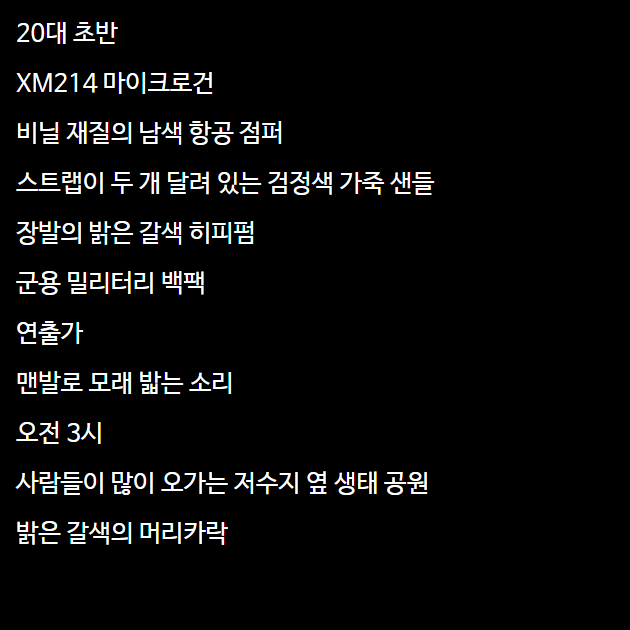 20대 초반
XM214 마이크로건
비닐 재질의 남색 항공 점퍼
스트랩이 두 개 달려 있는 검정색 가죽 샌들
장발의 밝은 갈색 히피펌
군용 밀리터리 백팩
연출가
맨발로 모래 밟는 소리
오전 3시
사람들이 많이 오가는 저수지 옆 생태 공원
밝은 갈색의 머리카락